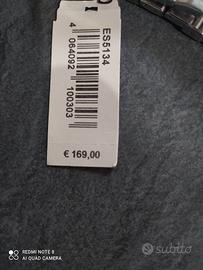 ES5134
4 064092 100303
€ 169,00
REDMI NOTE 8
AI QUAD CAMERA
subito